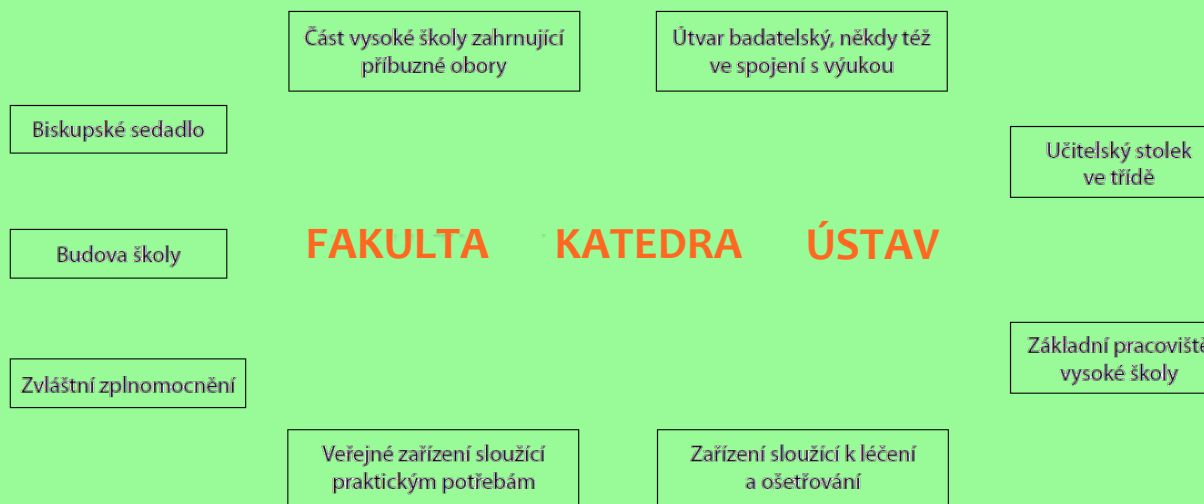 Část vysoké školy zahrnující
příbuzné obory
Útvar badatelský, někdy též
ve spojení s výukou
Biskupské sedadlo
Učitelský stolek
ve třídě
Budova školy
FAKULTA KATEDRA ÚSTAV
Základní pracoviště
vysoké školy
Zvláštní zplnomocnění
Veřejné zařízení sloužící
praktickým potřebám
Zařízení sloužící k léčení
a ošetřování